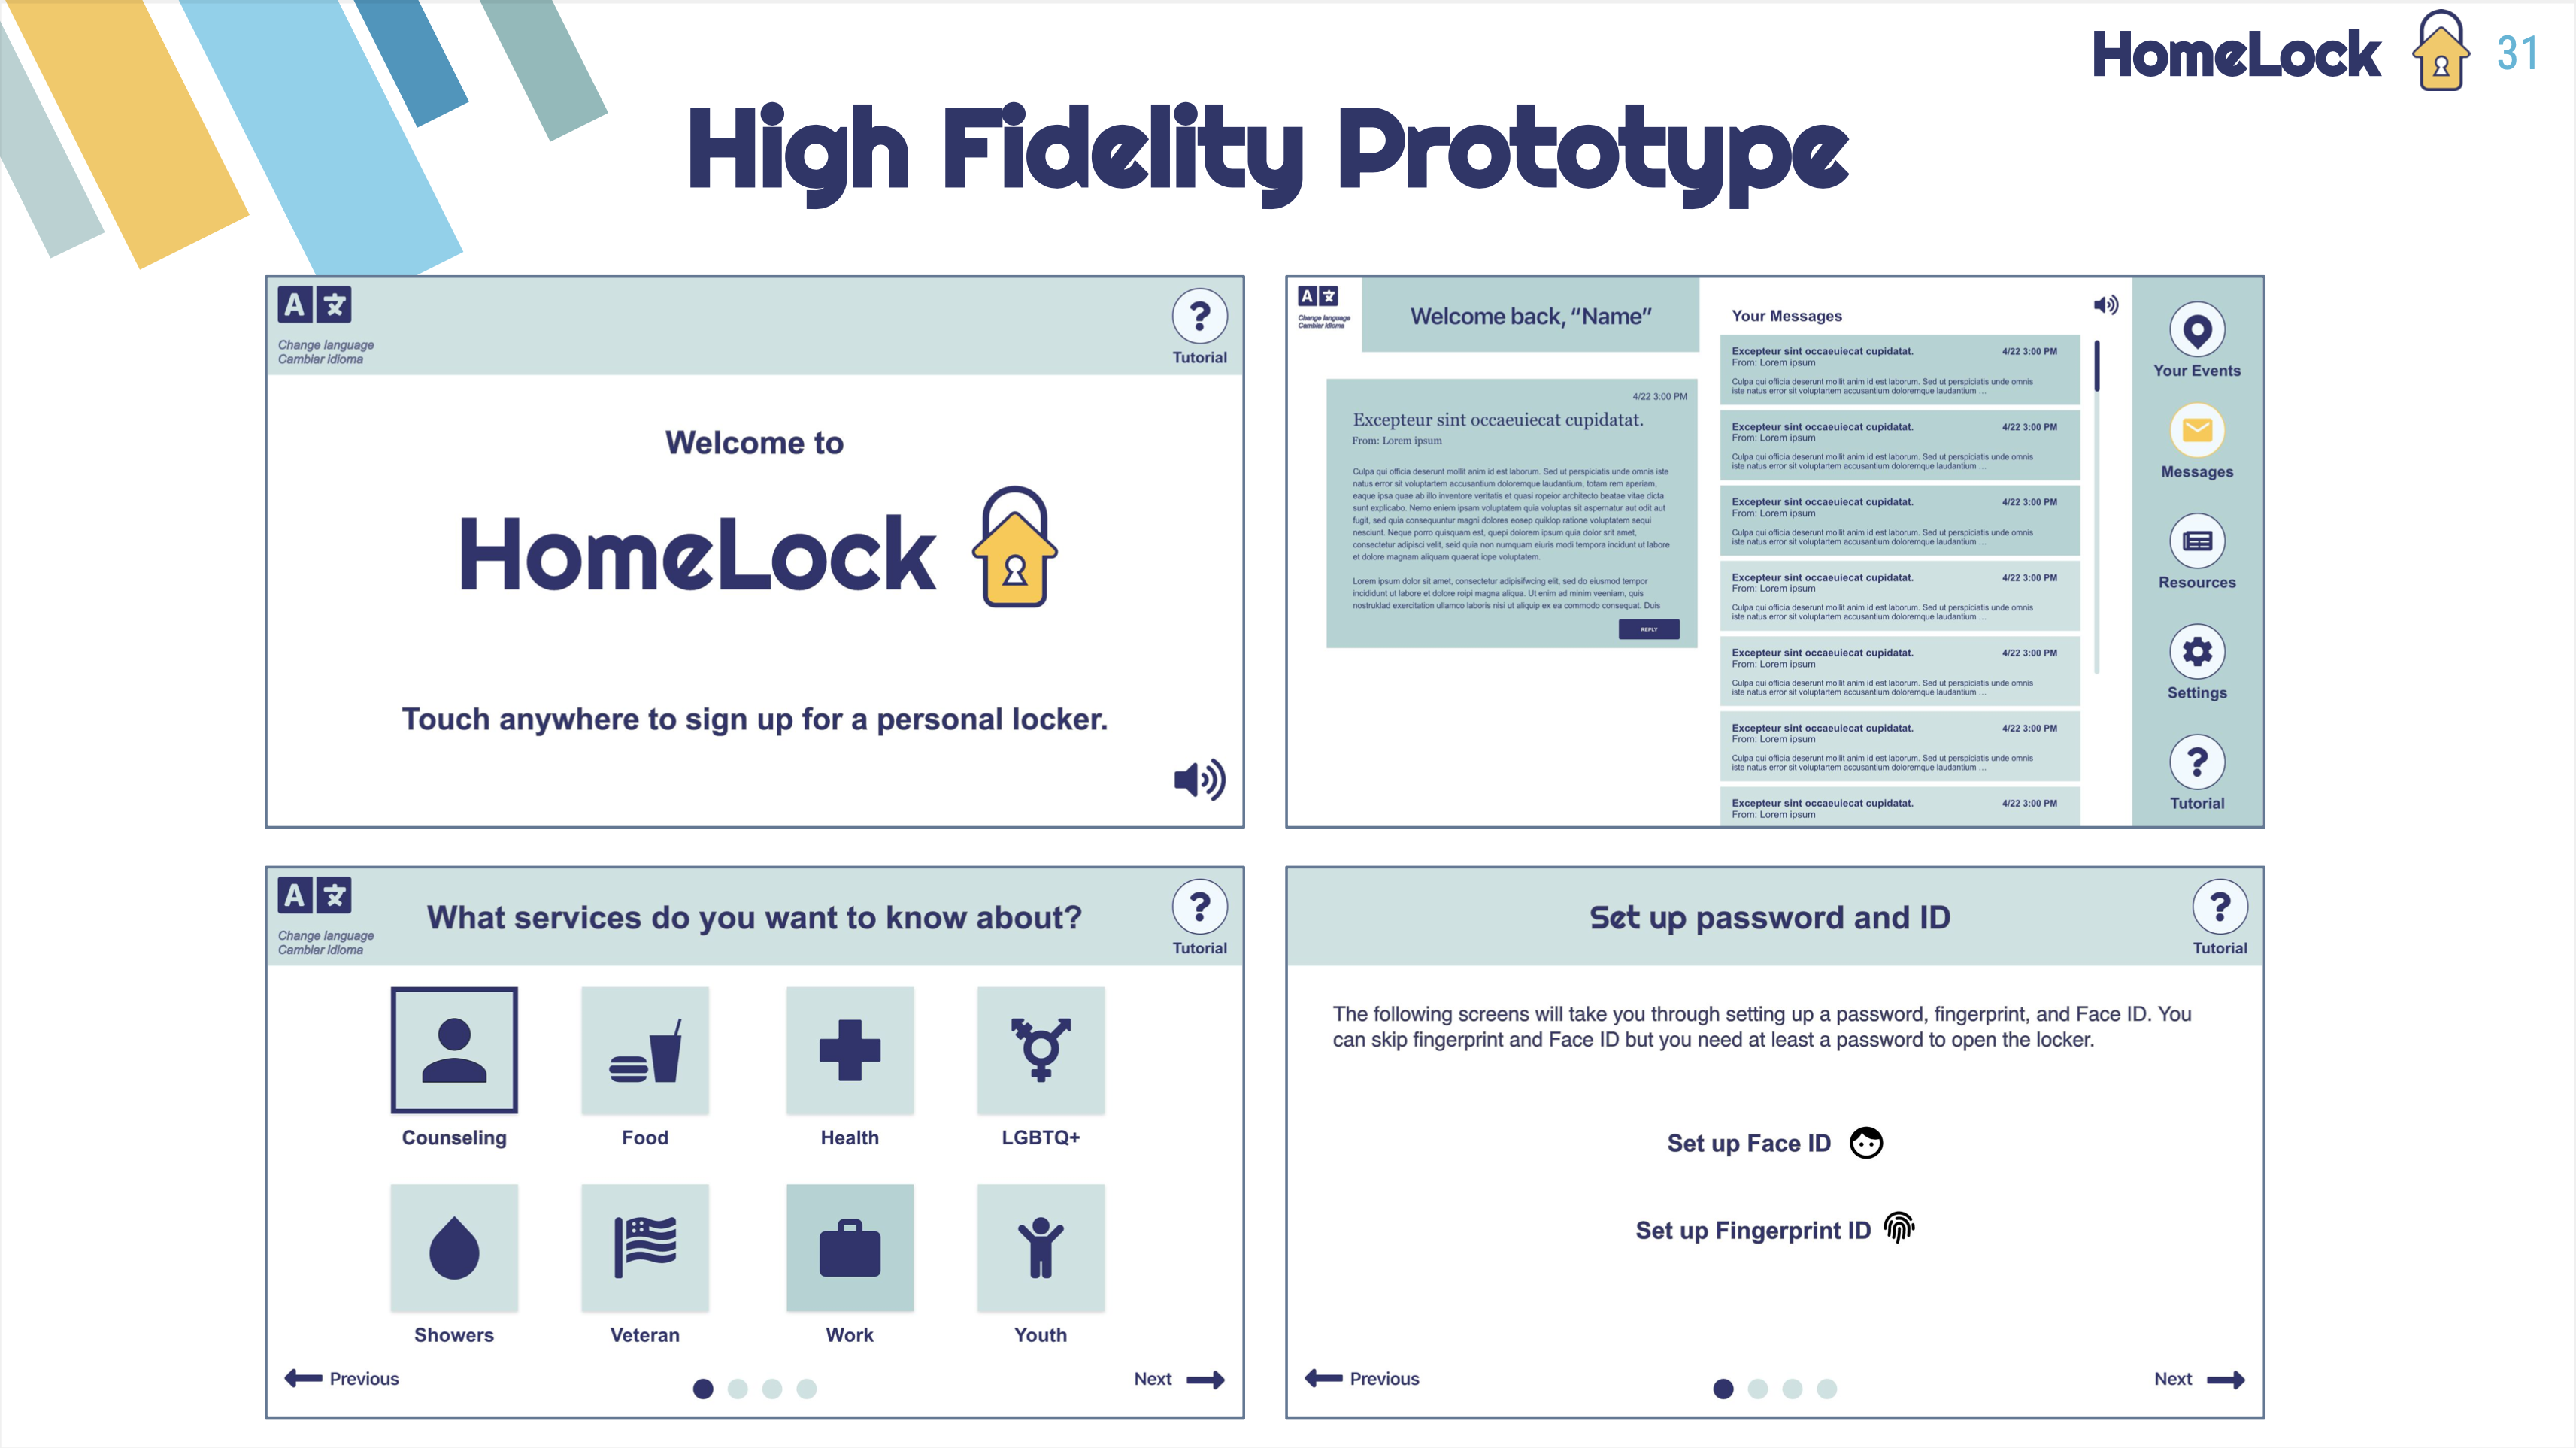 HomeLock
31
High Fidelity Prototype
A
Change language
Cambiar idioma
?
Tutorial
Welcome to
HomeLock
Touch anywhere to sign up for a personal locker.
A
Change language
Cambiar idioma
Welcome back, “Name”
4/22 3:00 PM
Excepteur sint occaeuiecat cupidatat.
From: Lorem ipsum
Culpa qui officia deserunt mollit anim id est laborum. Sed ut perspiciatis unde omnis iste
natus error sit voluptartem accusantium doloremque laudantium, totam rem aperiam,
eaque ipsa quae ab illo inventore veritatis et quasi ropeior architecto beatae vitae dicta
sunt explicabo. Nemo eniem ipsam voluptatem quia voluptas sit aspernatur aut odit aut
fugit, sed quia consequuntur magni dolores eosep quiklop ratione voluptatem sequi
nesciunt. Neque porro quisquam est, quepi dolorem ipsum quia dolor srit amet,
consectetur adipisci velit, seid quia non numquam eiuris modi tempora incidunt ut labore
et dolore magnam aliquam quaerat iope voluptatem.
Lorem ipsum dolor sit amet, consectetur adipisifwcing elit, sed do eiusmod tempor
incididunt ut labore et dolore roipi magna aliqua. Ut enim ad minim veeniam, quis
nostruklad exercitation ullamco laboris nisi ut aliquip ex ea commodo consequat. Duis
REPLY
Your Messages
Excepteur sint occaeuiecat cupidatat. 4/22 3:00 PM
From: Lorem ipsum
Culpa qui officia deserunt mollit anim id est laborum. Sed ut perspiciatis unde omnis
iste natus error sit voluptartem accusantium doloremque laudantium ...
Excepteur sint occaeuiecat cupidatat. 4/22 3:00 PM
From: Lorem ipsum
Culpa qui officia deserunt mollit anim id est laborum. Sed ut perspiciatis unde omnis
iste natus error sit voluptartem accusantium doloremque laudantium ...
Excepteur sint occaeuiecat cupidatat. 4/22 3:00 PM
From: Lorem ipsum
Culpa qui officia deserunt mollit anim id est laborum. Sed ut perspiciatis unde omnis
iste natus error sit voluptartem accusantium doloremque laudantium ...
Excepteur sint occaeuiecat cupidatat. 4/22 3:00 PM
From: Lorem ipsum
Culpa qui officia deserunt mollit anim id est laborum. Sed ut perspiciatis unde omnis
iste natus error sit voluptartem accusantium doloremque laudantium ...
Excepteur sint occaeuiecat cupidatat. 4/22 3:00 PM
From: Lorem ipsum
Culpa qui officia deserunt mollit anim id est laborum. Sed ut perspiciatis unde omnis
iste natus error sit voluptartem accusantium doloremque laudantium ...
Excepteur sint occaeuiecat cupidatat. 4/22 3:00 PM
From: Lorem ipsum
Culpa qui officia deserunt mollit anim id est laborum. Sed ut perspiciatis unde omnis
iste natus error sit voluptartem accusantium doloremque laudantium ...
Excepteur sint occaeuiecat cupidatat. 4/22 3:00 PM
From: Lorem ipsum
Your Events
Messages
Resources
Settings
?
Tutorial
A
Change language
Cambiar idioma
What services do you want to know about?
?
Tutorial
Counseling Food Health LGBTQ+
Showers Veteran Work Youth
Previous Next
Set up password and ID
?
Tutorial
The following screens will take you through setting up a password, fingerprint, and Face ID. You
can skip fingerprint and Face ID but you need at least a password to open the locker.
Set up Face ID
Set up Fingerprint ID
Previous Next